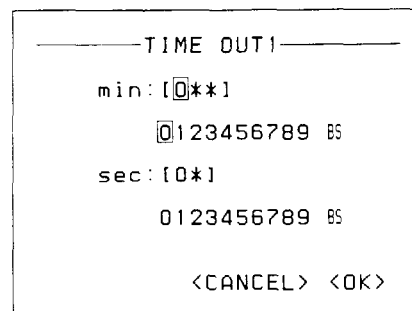 TIME OUT1
min:[0**]
0123456789 BS
sec:[0*]
0123456789 BS
<CANCEL> <OK>